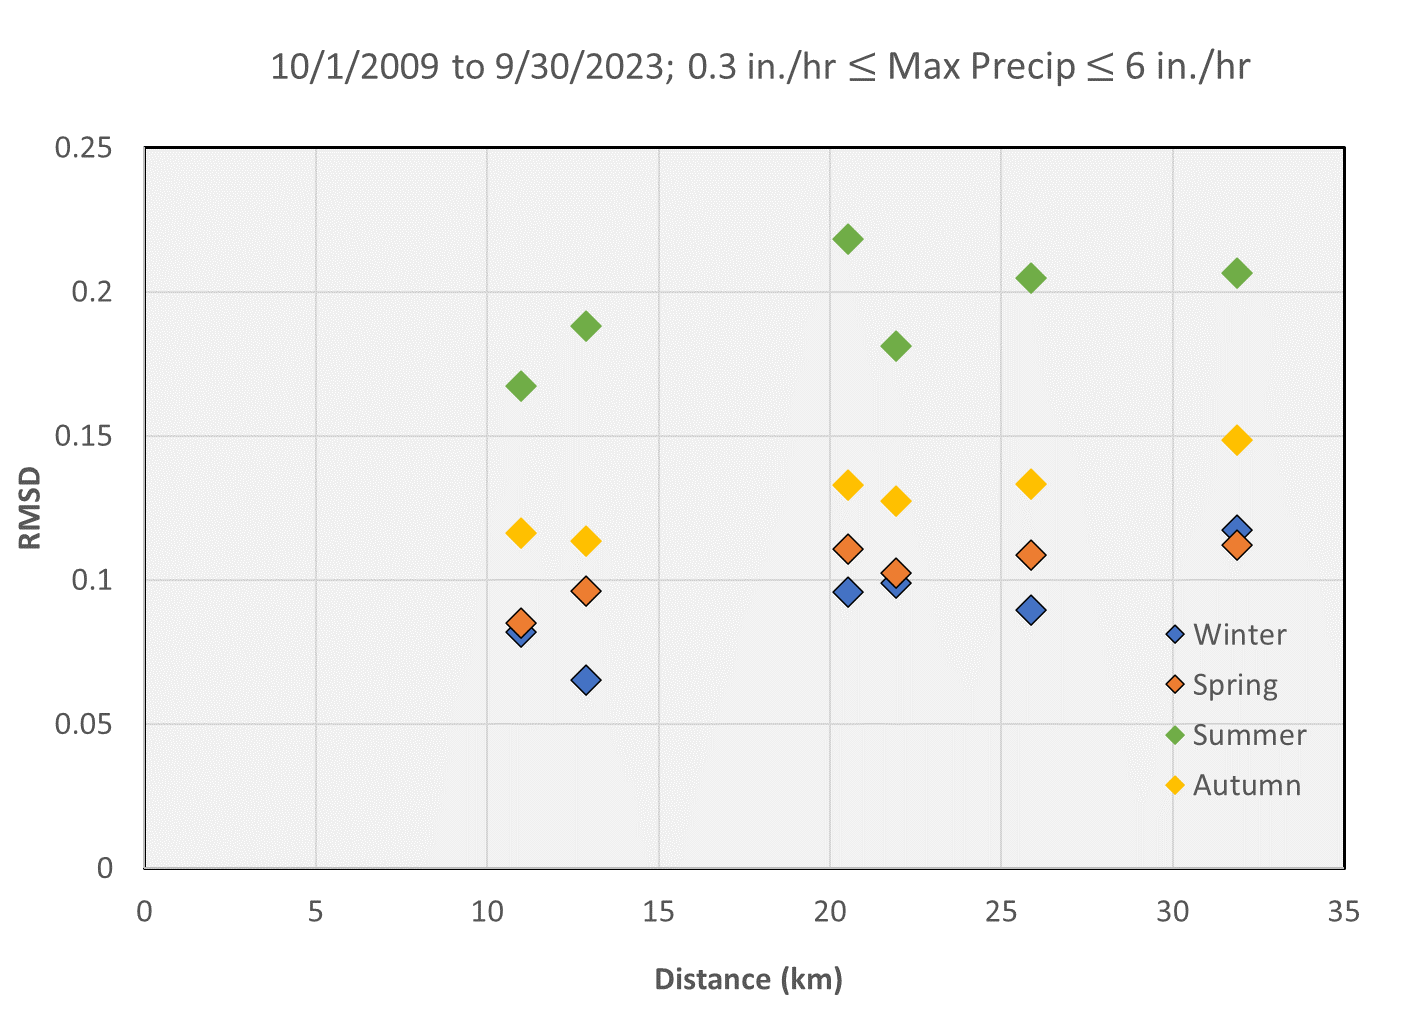 10/1/2009 to 9/30/2023; 0.3 in./hr ≤ Max Precip ≤ 6 in./hr
0.25
0.2
0.15
0.1
0.05
0
RMSD
Winter
Spring
Summer
Autumn
0 5 10 15 20 25 30 35
Distance (km)